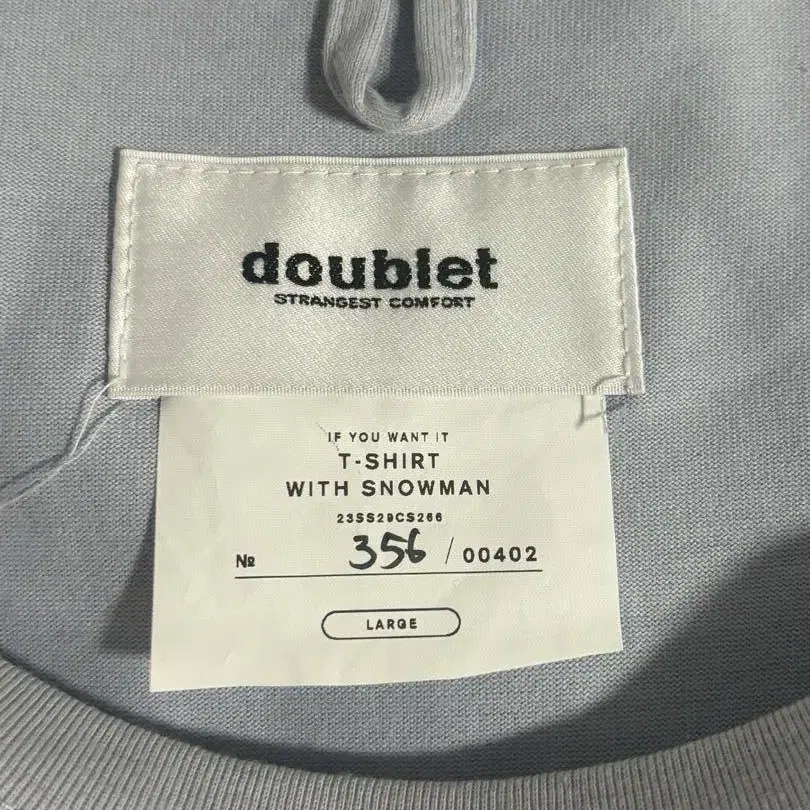 doublet
STRANGEST COMFORT
IF YOU WANT IT
T-SHIRT
WITH SNOWMAN
23SS29CS266
№ 356 / 00402
LARGE